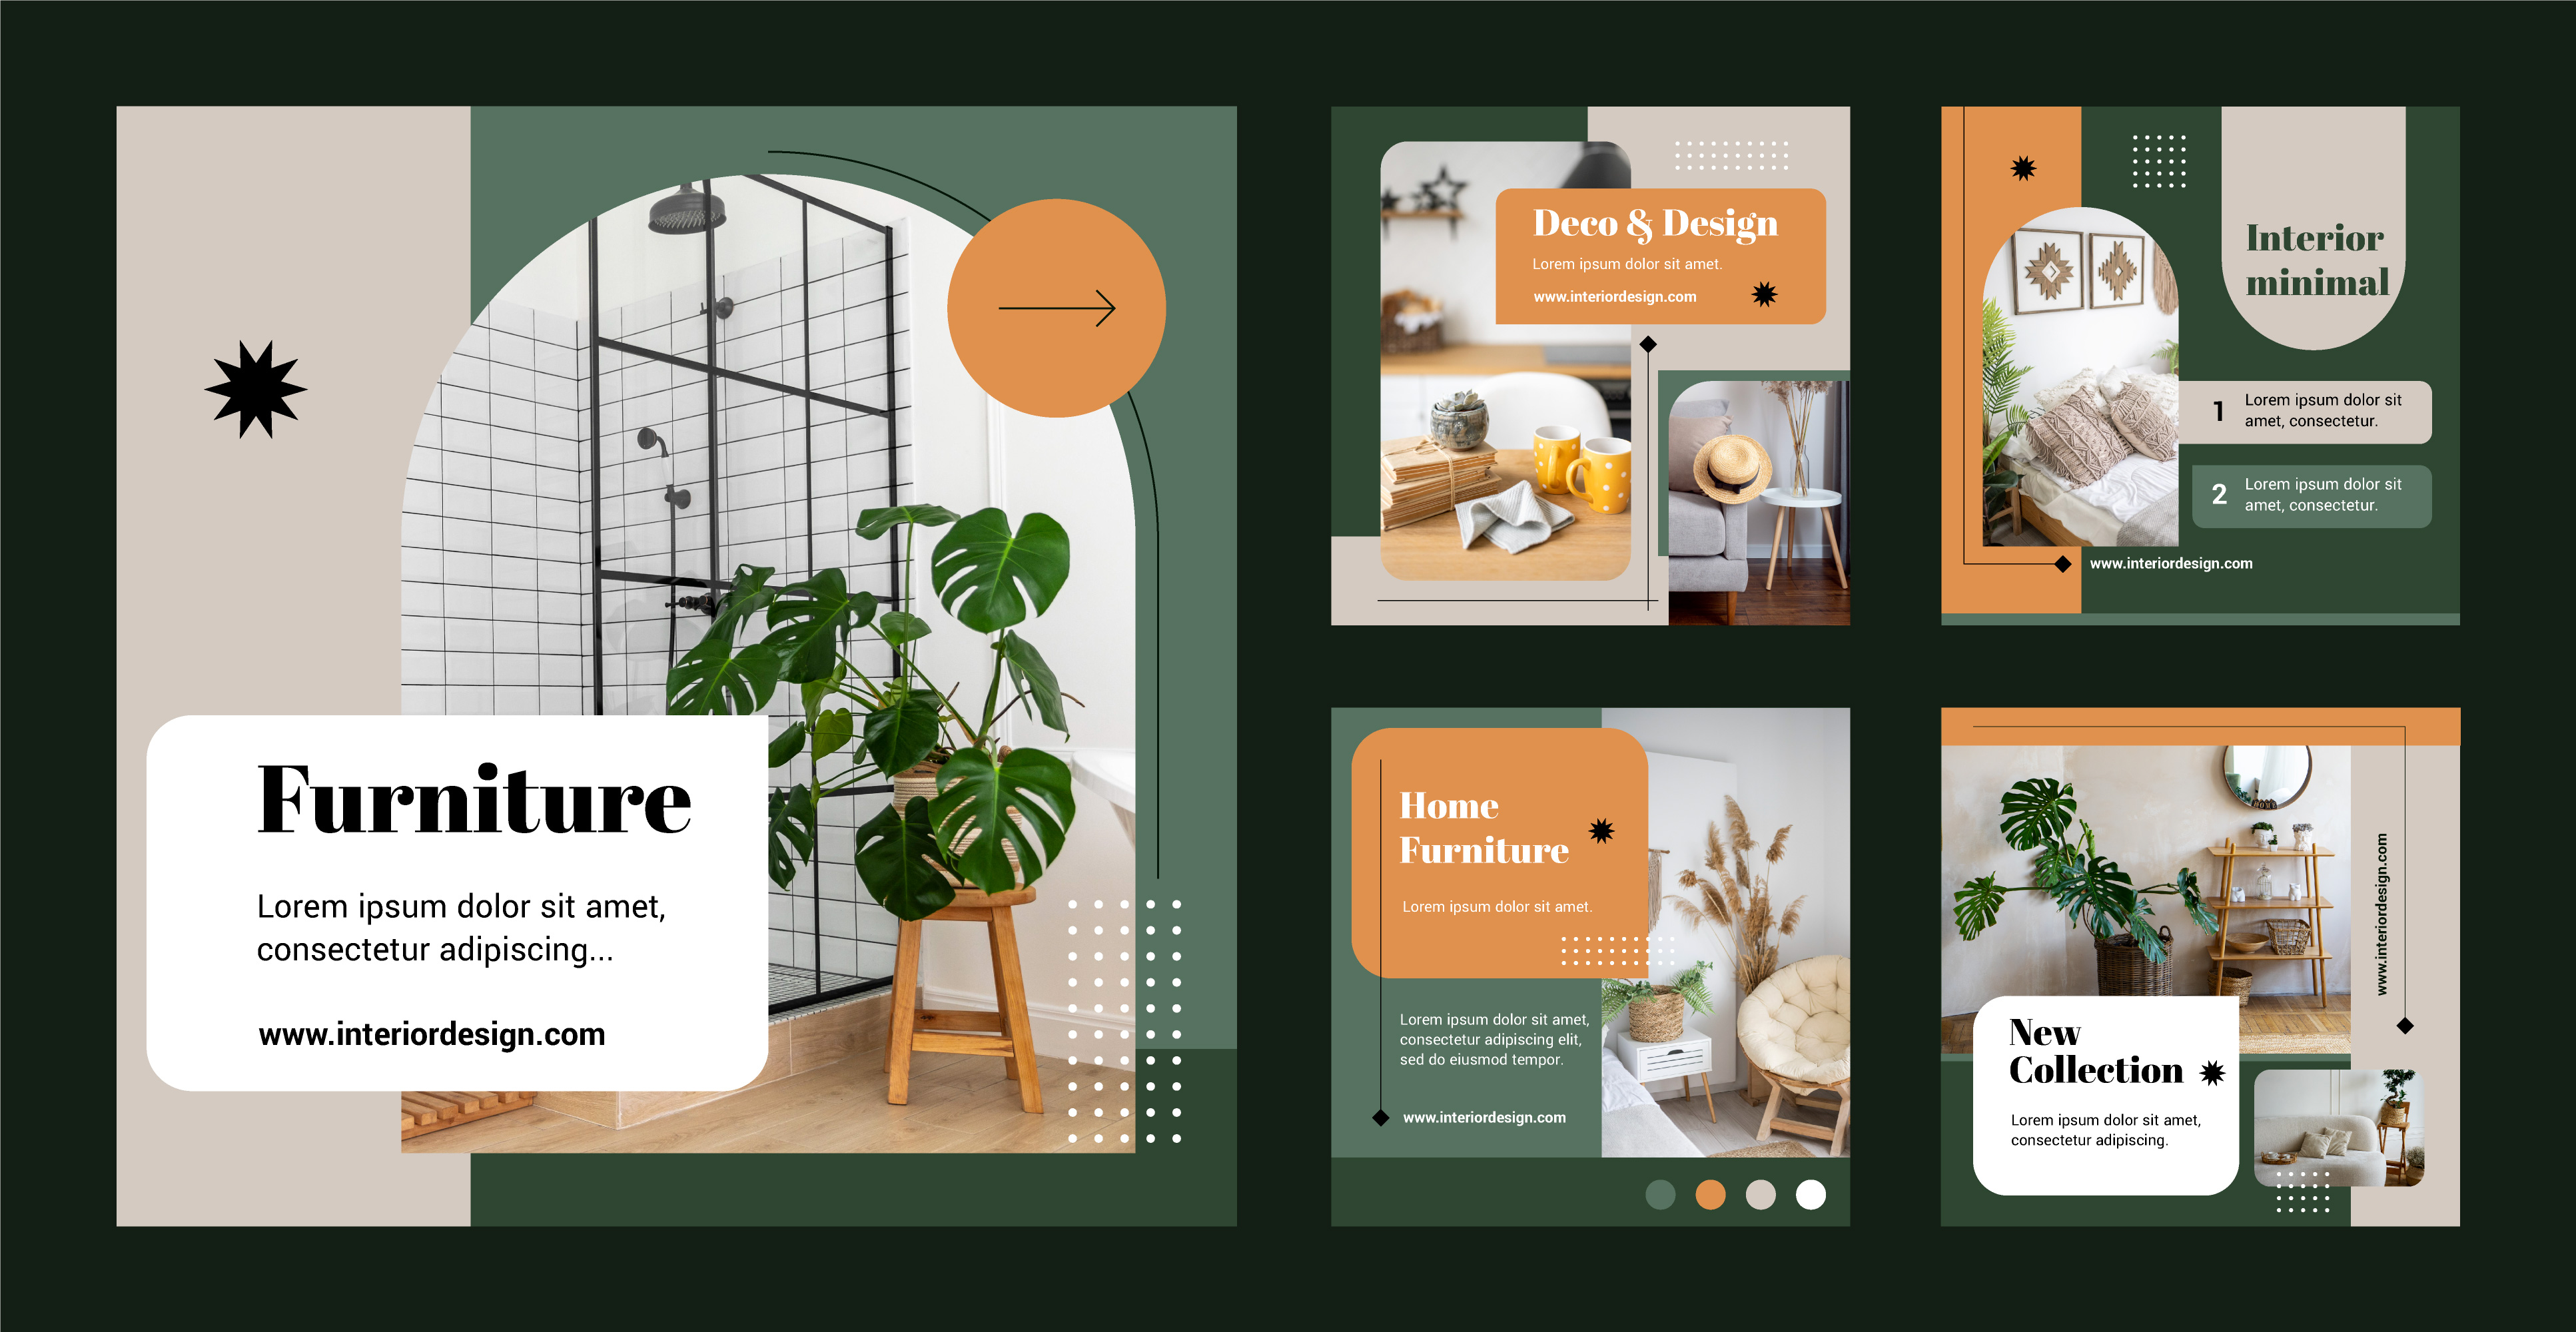 Furniture
Lorem ipsum dolor sit amet,
consectetur adipiscing...
www.interiordesign.com
Deco & Design
Lorem ipsum dolor sit amet.
www.interiordesign.com
Interior
minimal
1
Lorem ipsum dolor sit
amet, consectetur.
2
Lorem ipsum dolor sit
amet, consectetur.
www.interiordesign.com
Home
Furniture
Lorem ipsum dolor sit amet.
Lorem ipsum dolor sit amet,
consectetur adipiscing elit,
sed do eiusmod tempor.
www.interiordesign.com
www.interiordesign.com
New
Collection
Lorem ipsum dolor sit amet,
consectetur adipiscing.